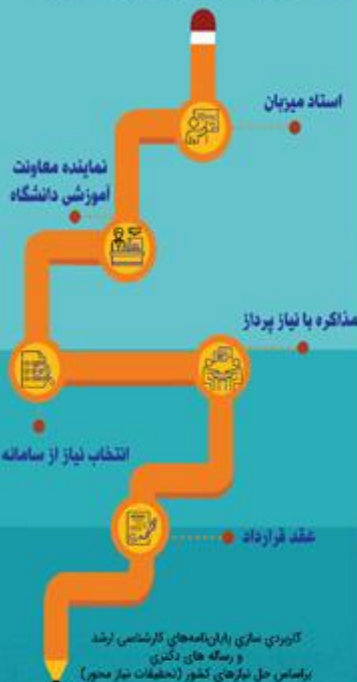 استاد میزبان
نماینده معاونت
آموزشی دانشگاه
مذاکره با نیاز پرداز
انتخاب نیاز از سامانه
عقد قرارداد
کاربردی سازی پایان‌نامه‌های کارشناسی ارشد
و رساله های دکتری
براساس حل نیازهای کشور (تحقیقات نیاز محور)